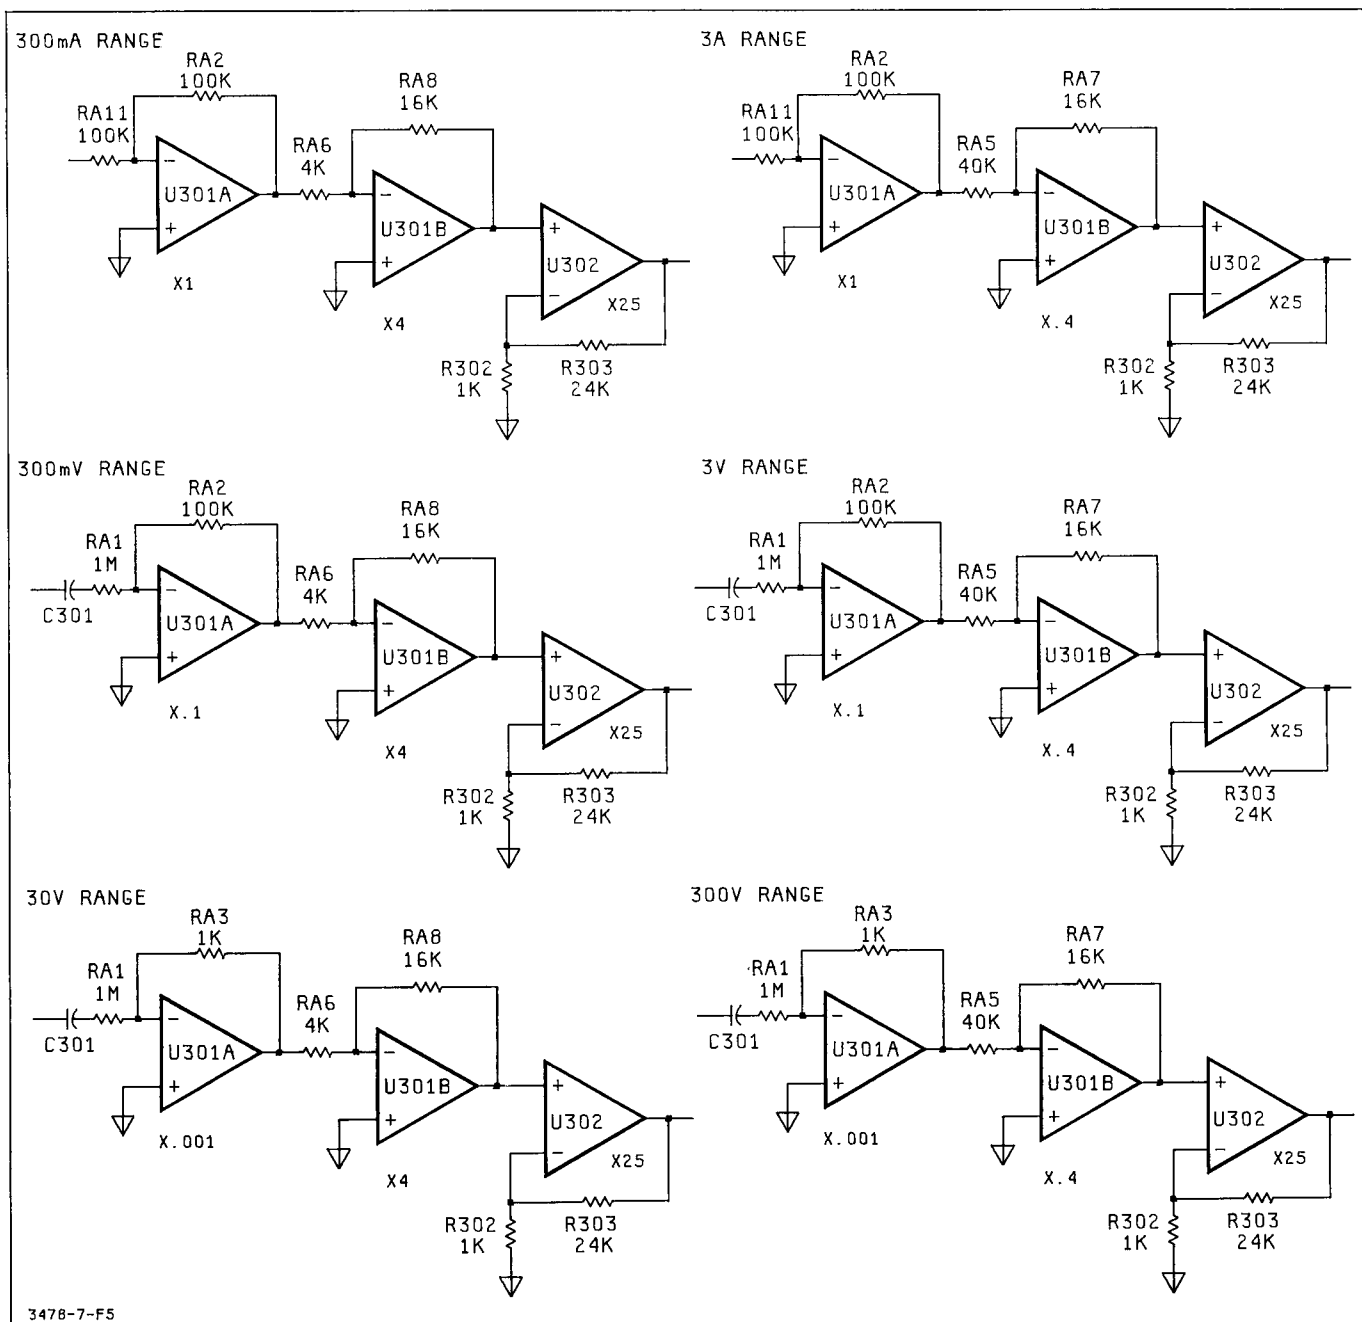 300mA RANGE
RA2
100K
RA11
100K
RA8
16K
RA6
4K
-
U301A
+
X1
-
U301B
+
X4
+
U302
-
X25
R302
1K
R303
24K
3A RANGE
RA2
100K
RA11
100K
RA7
16K
RA5
40K
-
U301A
+
X1
-
U301B
+
X.4
+
U302
-
X25
R302
1K
R303
24K
300mV RANGE
RA2
100K
RA1
1M
C301
RA8
16K
RA6
4K
-
U301A
+
X.1
-
U301B
+
X4
+
U302
-
X25
R302
1K
R303
24K
3V RANGE
RA2
100K
RA1
1M
C301
RA7
16K
RA5
40K
-
U301A
+
X.1
-
U301B
+
X.4
+
U302
-
X25
R302
1K
R303
24K
30V RANGE
RA3
1K
RA1
1M
C301
RA8
16K
RA6
4K
-
U301A
+
X.001
-
U301B
+
X4
+
U302
-
X25
R302
1K
R303
24K
300V RANGE
RA3
1K
RA1
1M
C301
RA7
16K
RA5
40K
-
U301A
+
X.001
-
U301B
+
X.4
+
U302
-
X25
R302
1K
R303
24K
3478-7-F5